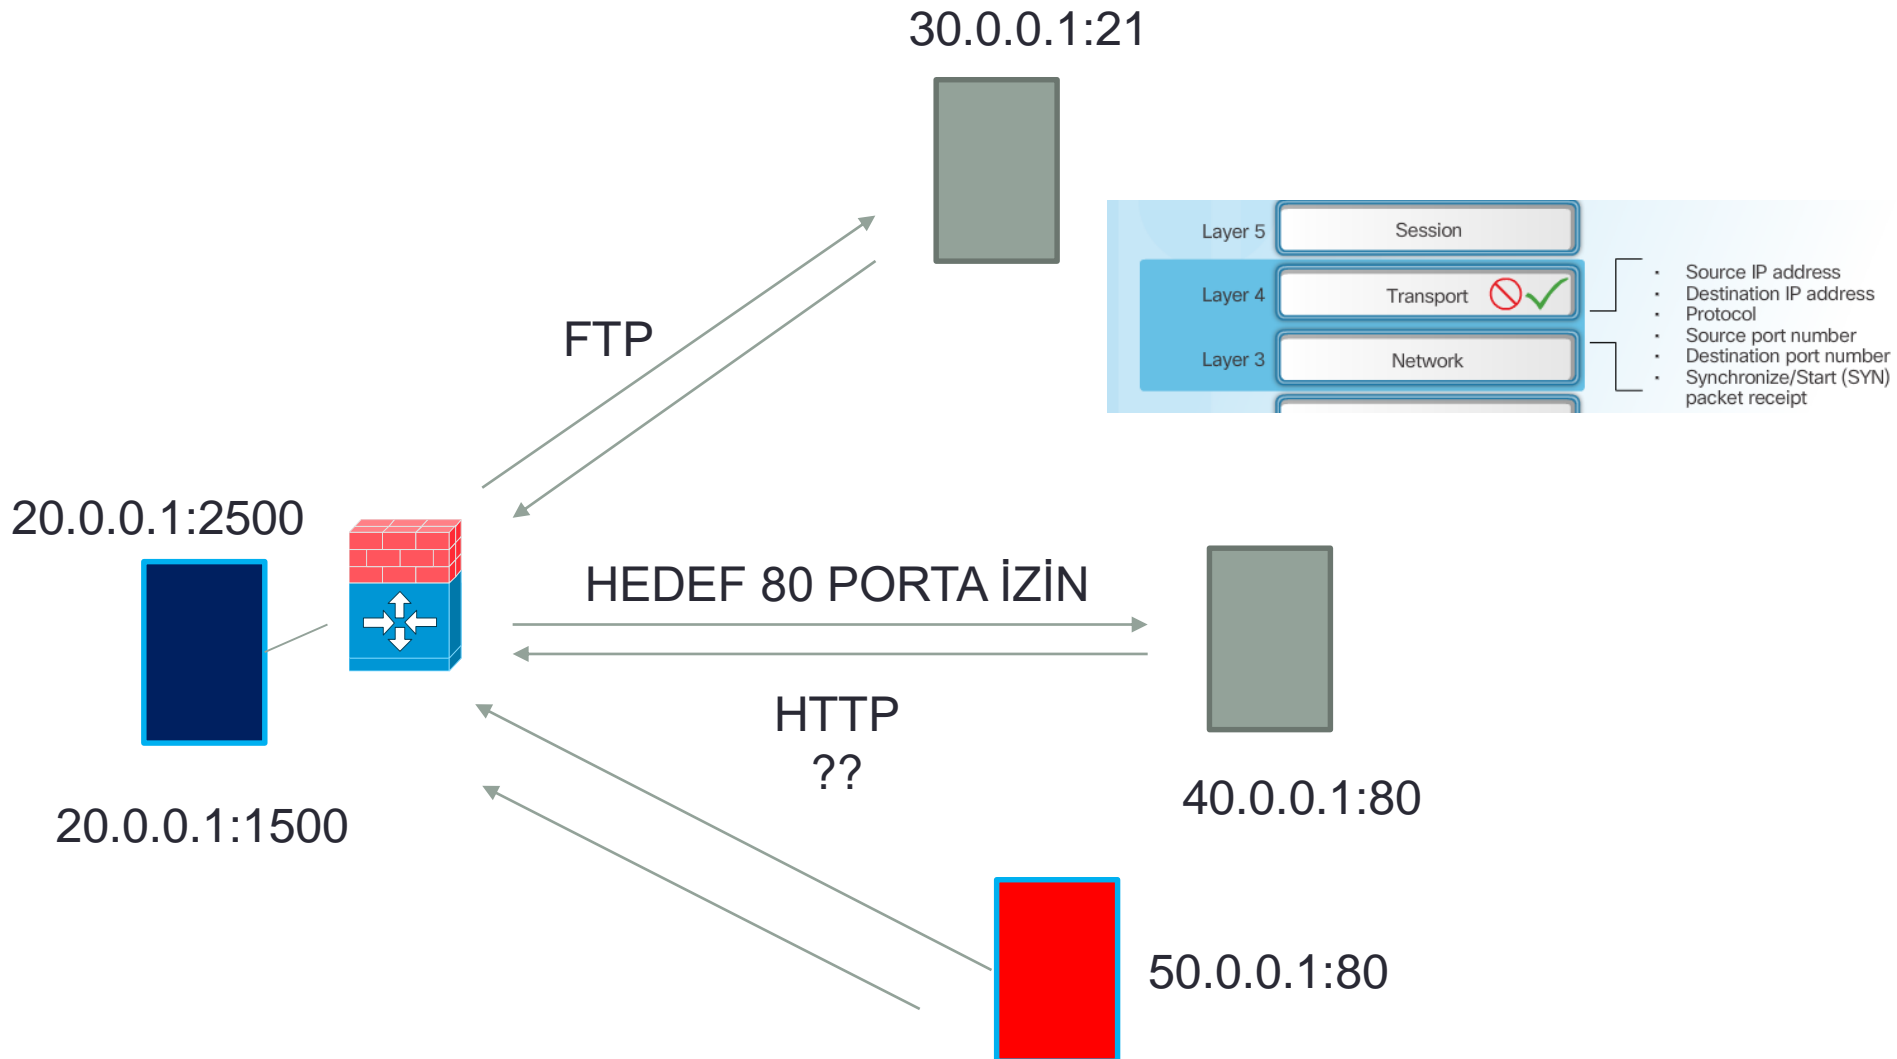 30.0.0.1:21
Layer 5
Session
Layer 4
Transport
Layer 3
Network
· Source IP address
· Destination IP address
· Protocol
· Source port number
· Destination port number
· Synchronize/Start (SYN)
packet receipt
FTP
20.0.0.1:2500
HEDEF 80 PORTA İZİN
HTTP
??
40.0.0.1:80
20.0.0.1:1500
50.0.0.1:80